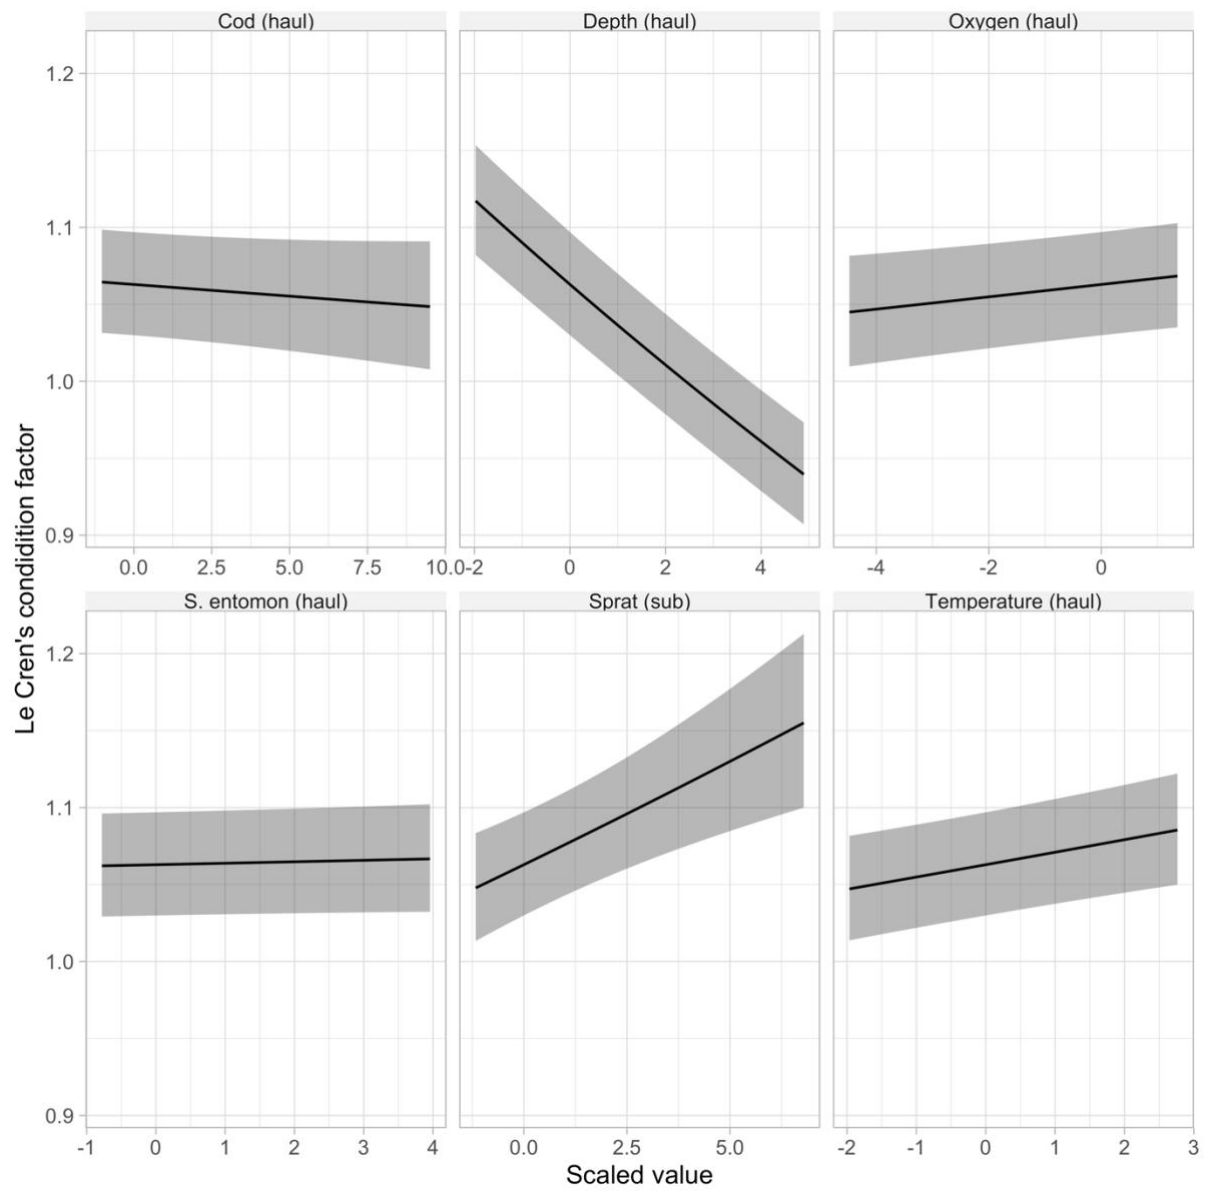 Cod (haul) Depth (haul) Oxygen (haul)
1.2
1.1
1.0
0.9
0.0 2.5 5.0 7.5 10.0 -2 0 2 4 -4 -2 0
Le Cren's condidition factor
S. entomon (haul) Sprat (sub) Temperature (haul)
1.2
1.1
1.0
0.9
-1 0 1 2 3 4 0.0 2.5 5.0 -2 -1 0 1 2 3
Scaled value